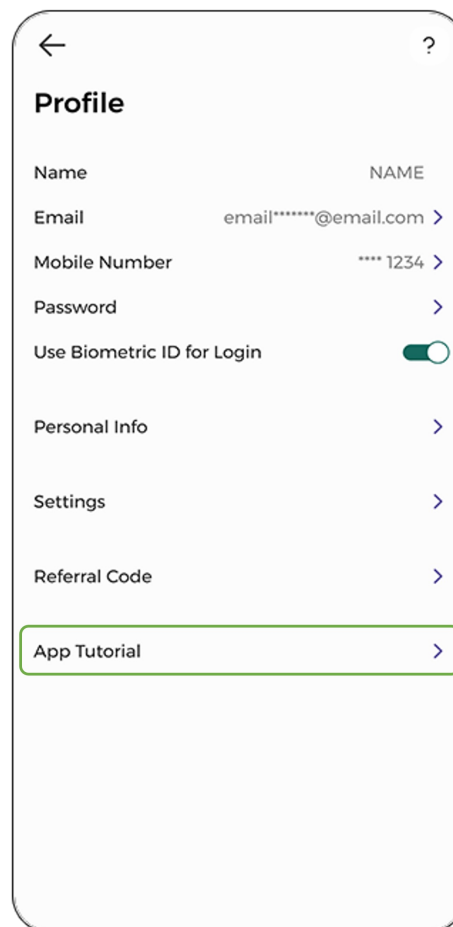 ?
Profile
Name NAME
Email email*******@email.com
Mobile Number **** 1234
Password
Use Biometric ID for Login
Personal Info
Settings
Referral Code
App Tutorial